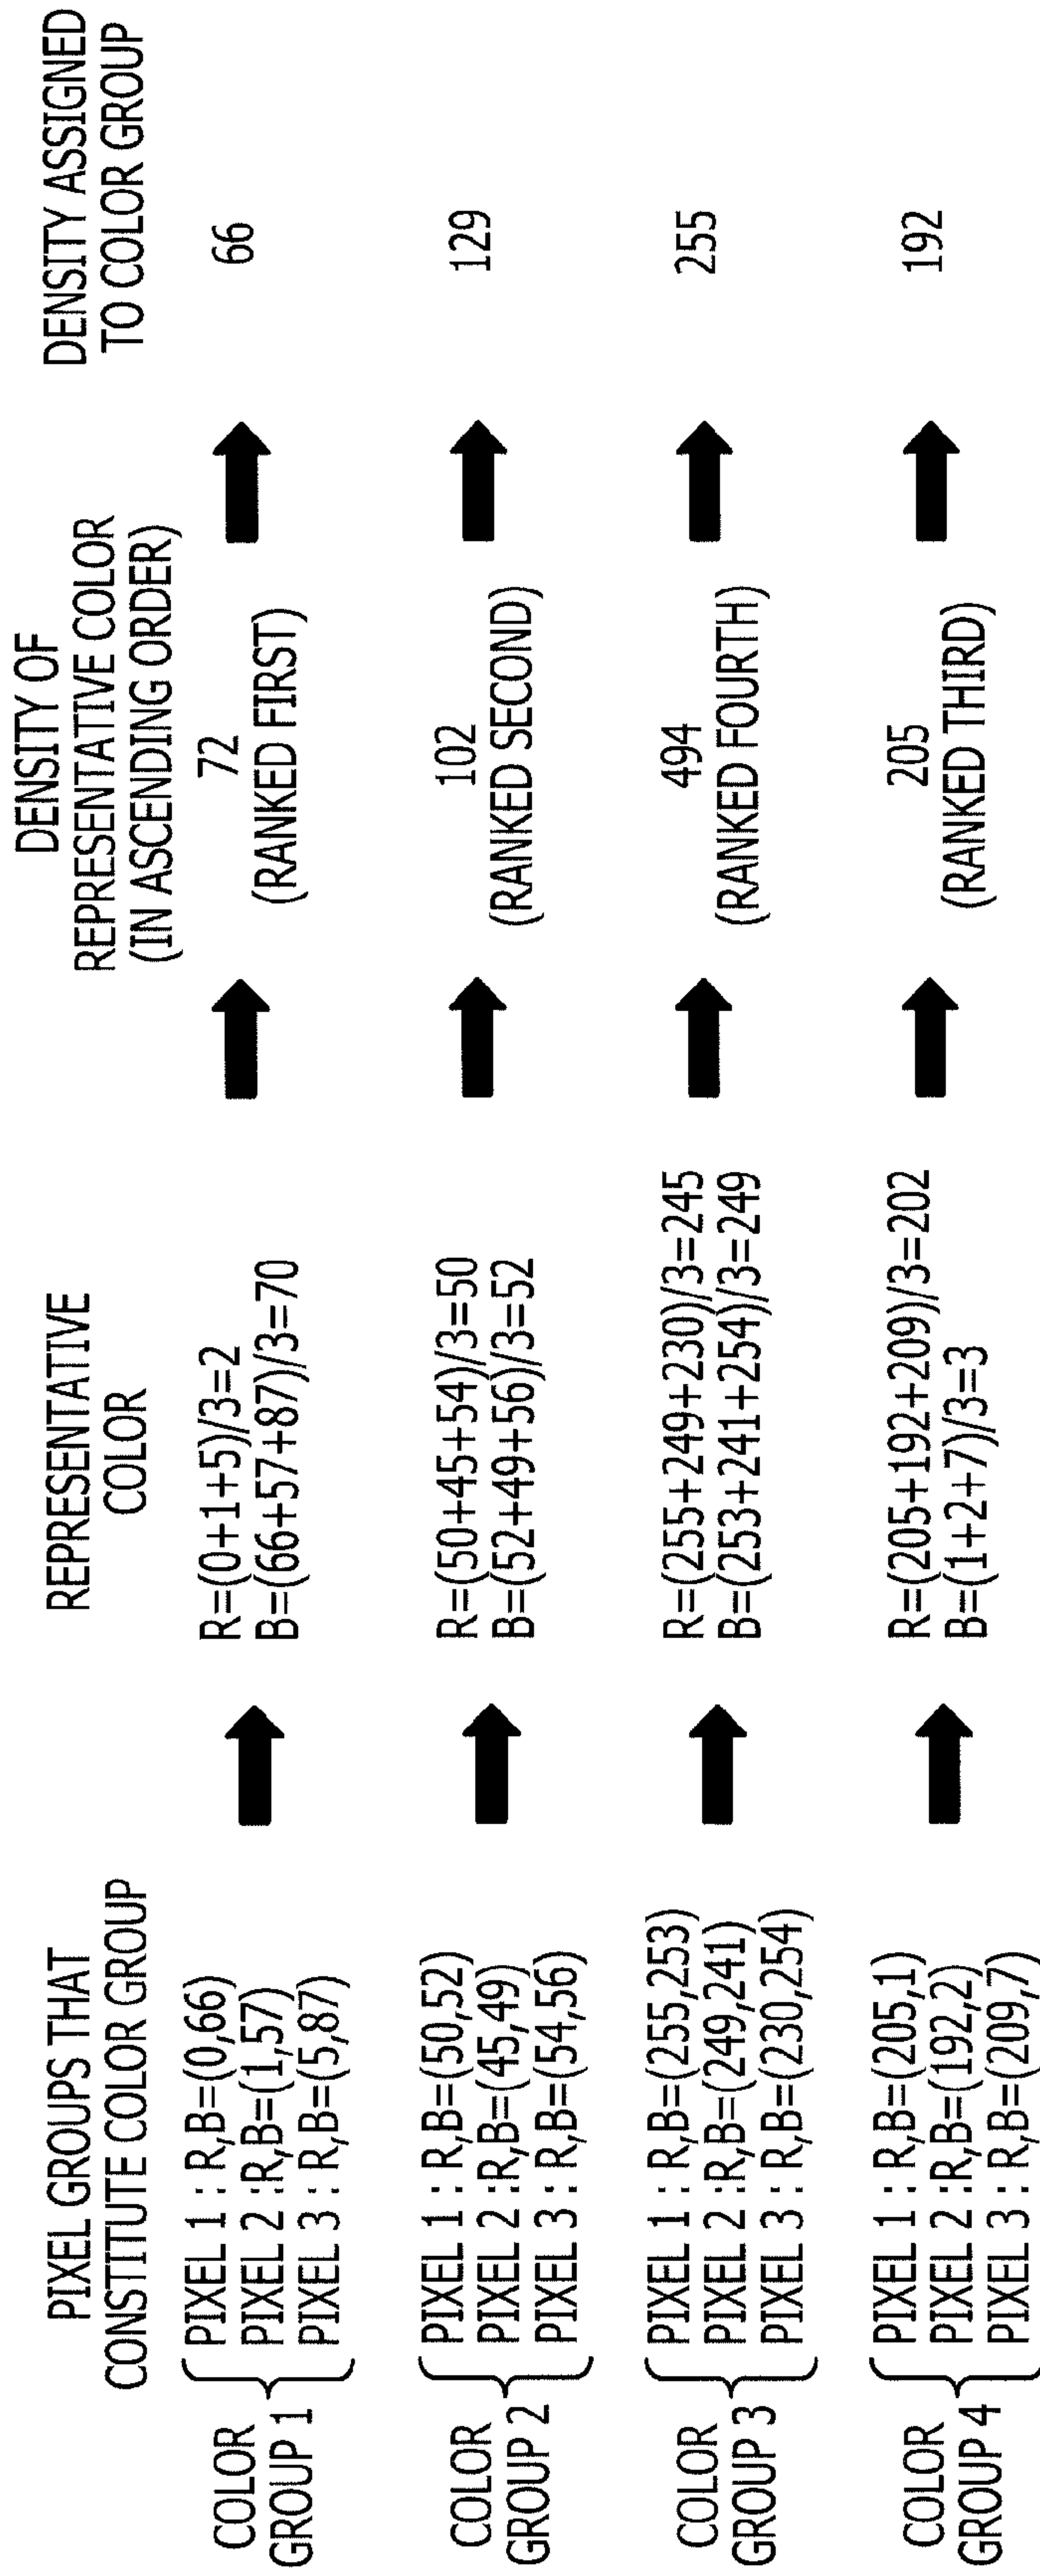 PIXEL GROUPS THAT
CONSTITUTE COLOR GROUP
REPRESENTATIVE
COLOR
DENSITY OF
REPRESENTATIVE COLOR
(IN ASCENDING ORDER)
DENSITY ASSIGNED
TO COLOR GROUP
COLOR
GROUP 1
PIXEL 1 : R,B=(0,66)
PIXEL 2 :R,B=(1,57)
PIXEL 3 : R,B=(5,87)
R=(0+1+5)/3=2
B=(66+57+87)/3=70
72
(RANKED FIRST)
66
COLOR
GROUP 2
PIXEL 1 : R,B=(50,52)
PIXEL 2 :R,B=(45,49)
PIXEL 3 : R,B=(54,56)
R=(50+45+54)/3=50
B=(52+49+56)/3=52
102
(RANKED SECOND)
129
COLOR
GROUP 3
PIXEL 1 : R,B=(255,253)
PIXEL 2 :R,B=(249,241)
PIXEL 3 : R,B=(230,254)
R=(255+249+230)/3=245
B=(253+241+254)/3=249
494
(RANKED FOURTH)
255
COLOR
GROUP 4
PIXEL 1 : R,B=(205,1)
PIXEL 2 :R,B=(192,2)
PIXEL 3 : R,B=(209,7)
R=(205+192+209)/3=202
B=(1+2+7)/3=3
205
(RANKED THIRD)
192